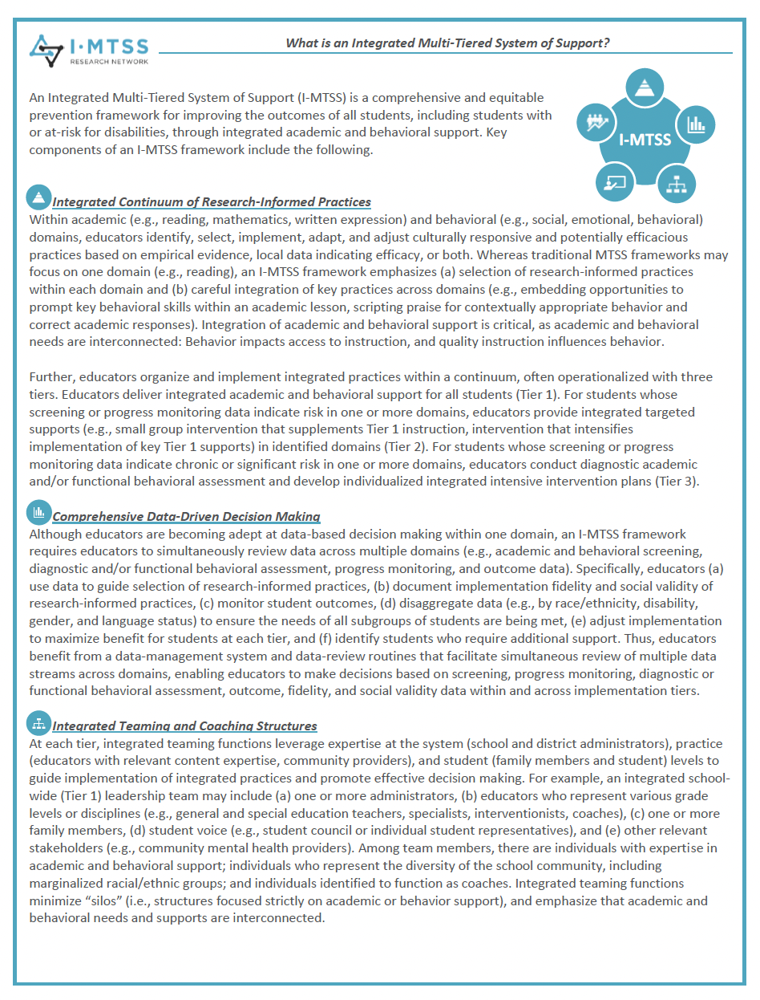 I-MTSS
RESEARCH NETWORK
What is an Integrated Multi-Tiered System of Support?
An Integrated Multi-Tiered System of Support (I-MTSS) is a comprehensive and equitable
prevention framework for improving the outcomes of all students, including students with
or at-risk for disabilities, through integrated academic and behavioral support. Key
components of an I-MTSS framework include the following.
I-MTSS
Integrated Continuum of Research-Informed Practices
Within academic (e.g., reading, mathematics, written expression) and behavioral (e.g., social, emotional, behavioral)
domains, educators identify, select, implement, adapt, and adjust culturally responsive and potentially efficacious
practices based on empirical evidence, local data indicating efficacy, or both. Whereas traditional MTSS frameworks may
focus on one domain (e.g., reading), an I-MTSS framework emphasizes (a) selection of research-informed practices
within each domain and (b) careful integration of key practices across domains (e.g., embedding opportunities to
prompt key behavioral skills within an academic lesson, scripting praise for contextually appropriate behavior and
correct academic responses). Integration of academic and behavioral support is critical, as academic and behavioral
needs are interconnected: Behavior impacts access to instruction, and quality instruction influences behavior.
Further, educators organize and implement integrated practices within a continuum, often operationalized with three
tiers. Educators deliver integrated academic and behavioral support for all students (Tier 1). For students whose
screening or progress monitoring data indicate risk in one or more domains, educators provide integrated targeted
supports (e.g., small group intervention that supplements Tier 1 instruction, intervention that intensifies
implementation of key Tier 1 supports) in identified domains (Tier 2). For students whose screening or progress
monitoring data indicate chronic or significant risk in one or more domains, educators conduct diagnostic academic
and/or functional behavioral assessment and develop individualized integrated intensive intervention plans (Tier 3).
Comprehensive Data-Driven Decision Making
Although educators are becoming adept at data-based decision making within one domain, an I-MTSS framework
requires educators to simultaneously review data across multiple domains (e.g., academic and behavioral screening,
diagnostic and/or functional behavioral assessment, progress monitoring, and outcome data). Specifically, educators (a)
use data to guide selection of research-informed practices, (b) document implementation fidelity and social validity of
research-informed practices, (c) monitor student outcomes, (d) disaggregate data (e.g., by race/ethnicity, disability,
gender, and language status) to ensure the needs of all subgroups of students are being met, (e) adjust implementation
to maximize benefit for students at each tier, and (f) identify students who require additional support. Thus, educators
benefit from a data-management system and data-review routines that facilitate simultaneous review of multiple data
streams across domains, enabling educators to make decisions based on screening, progress monitoring, diagnostic or
functional behavioral assessment, outcome, fidelity, and social validity data within and across implementation tiers.
Integrated Teaming and Coaching Structures
At each tier, integrated teaming functions leverage expertise at the system (school and district administrators), practice
(educators with relevant content expertise, community providers), and student (family members and student) levels to
guide implementation of integrated practices and promote effective decision making. For example, an integrated school-
wide (Tier 1) leadership team may include (a) one or more administrators, (b) educators who represent various grade
levels or disciplines (e.g., general and special education teachers, specialists, interventionists, coaches), (c) one or more
family members, (d) student voice (e.g., student council or individual student representatives), and (e) other relevant
stakeholders (e.g., community mental health providers). Among team members, there are individuals with expertise in
academic and behavioral support; individuals who represent the diversity of the school community, including
marginalized racial/ethnic groups; and individuals identified to function as coaches. Integrated teaming functions
minimize “silos” (i.e., structures focused strictly on academic or behavior support), and emphasize that academic and
behavioral needs and supports are interconnected.